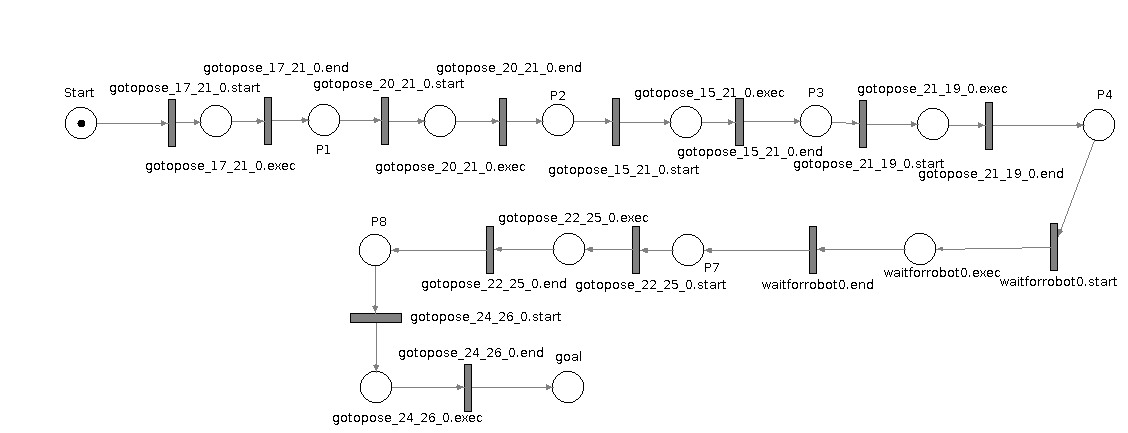 gotopose_17_21_0.end
gotopose_20_21_0.end
Start
gotopose_17_21_0.start
gotopose_20_21_0.start
P2
gotopose_15_21_0.exec
P3
gotopose_21_19_0.exec
P4
P1
gotopose_15_21_0.end
gotopose_17_21_0.exec
gotopose_20_21_0.exec
gotopose_15_21_0.start
gotopose_21_19_0.start
gotopose_21_19_0.end
P8
gotopose_22_25_0.exec
P7
waitforrobot0.exec
gotopose_22_25_0.end
gotopose_22_25_0.start
waitforrobot0.end
waitforrobot0.start
gotopose_24_26_0.start
gotopose_24_26_0.end
goal
gotopose_24_26_0.exec